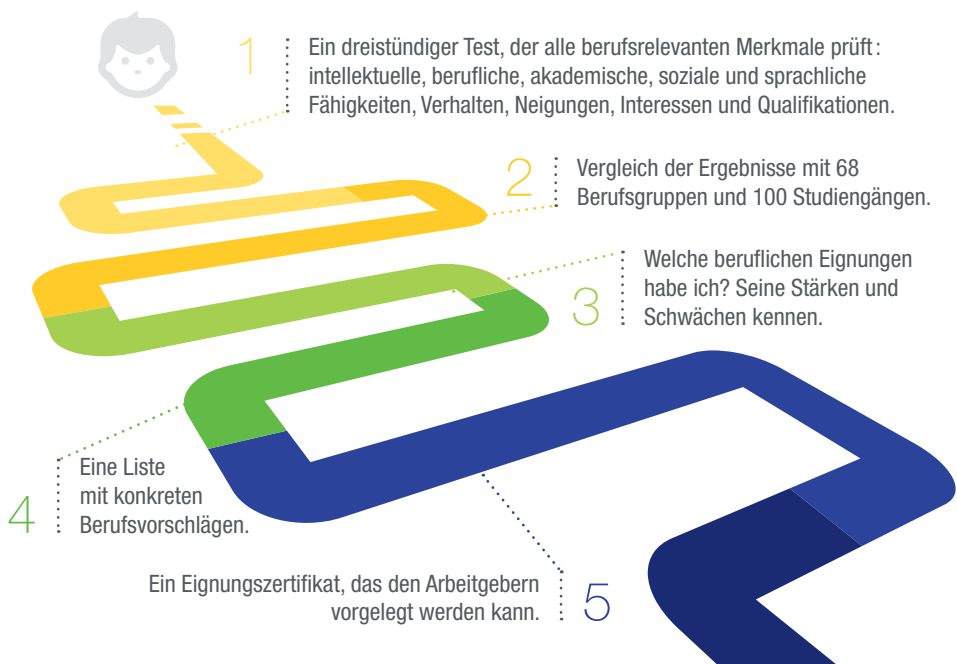 1
Ein dreistündiger Test, der alle berufsrelevanten Merkmale prüft :
intellektuelle, berufliche, akademische, soziale und sprachliche
Fähigkeiten, Verhalten, Neigungen, Interessen und Qualifikationen.
2
Vergleich der Ergebnisse mit 68
Berufsgruppen und 100 Studiengängen.
3
Welche beruflichen Eignungen
habe ich? Seine Stärken und
Schwächen kennen.
4
Eine Liste
mit konkreten
Berufsvorschlägen.
Ein Eignungszertifikat, das den Arbeitgebern
vorgelegt werden kann.
5